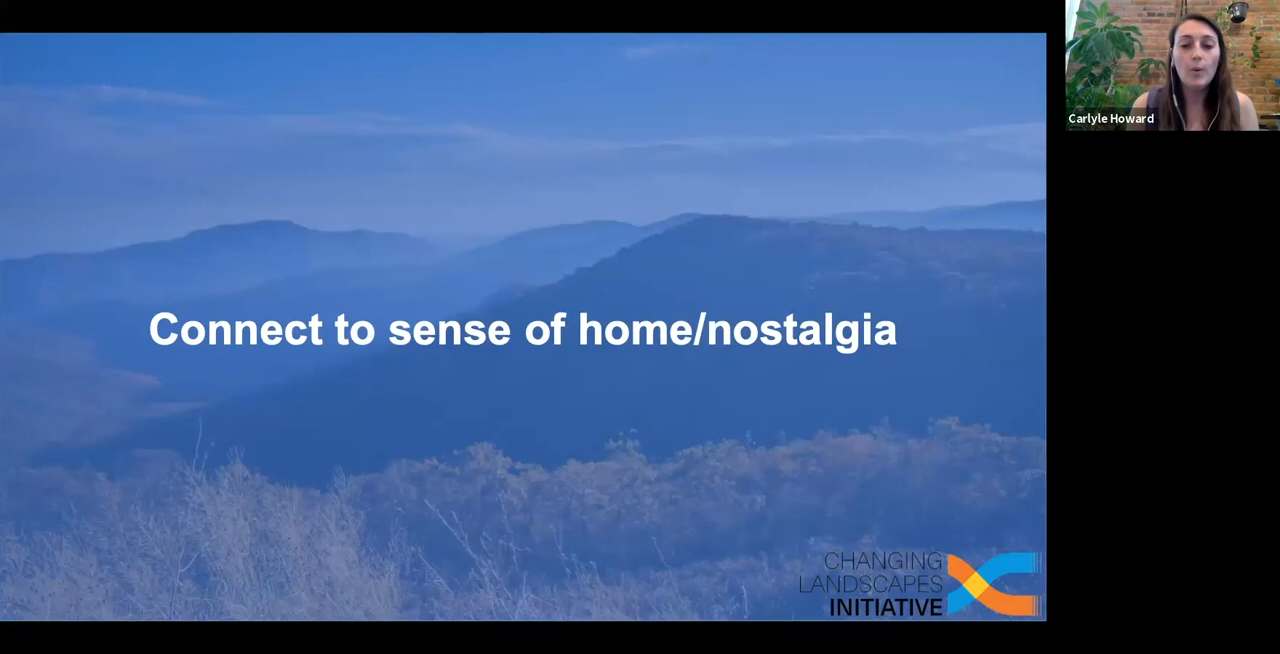 Carlyle Howard
Connect to sense of home/nostalgia
CHANGING
LANDSCAPES
INITIATIVE